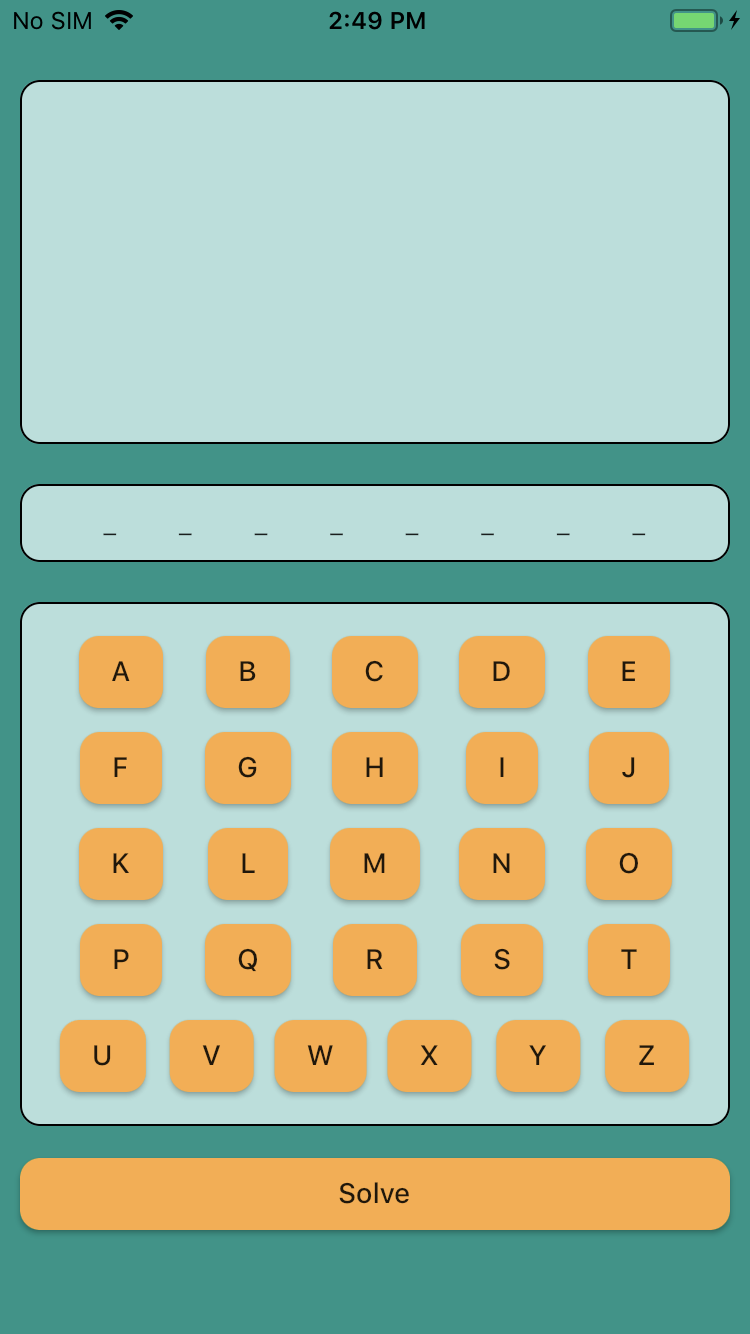 No SIM 2:49 PM
_ _ _ _ _ _ _ _
A B C D E
F G H I J
K L M N O
P Q R S T
U V W X Y Z
Solve